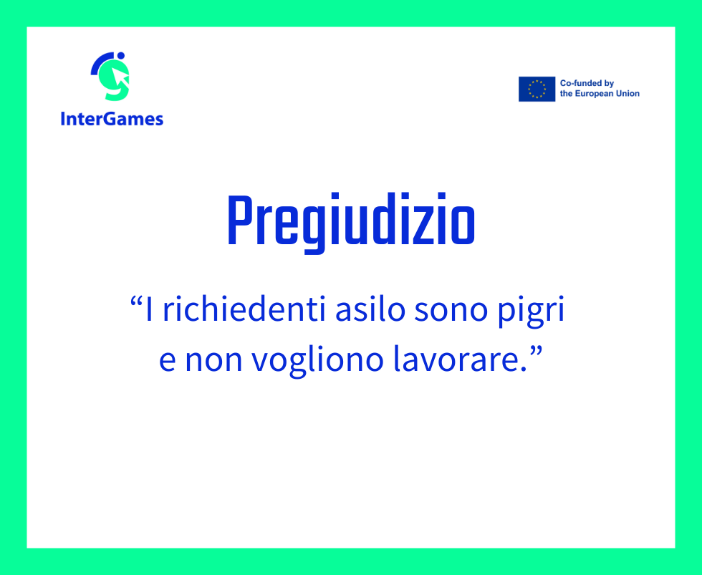 InterGames
Co-funded by
the European Union
Pregiudizio
“I richiedenti asilo sono pigri
e non vogliono lavorare.”